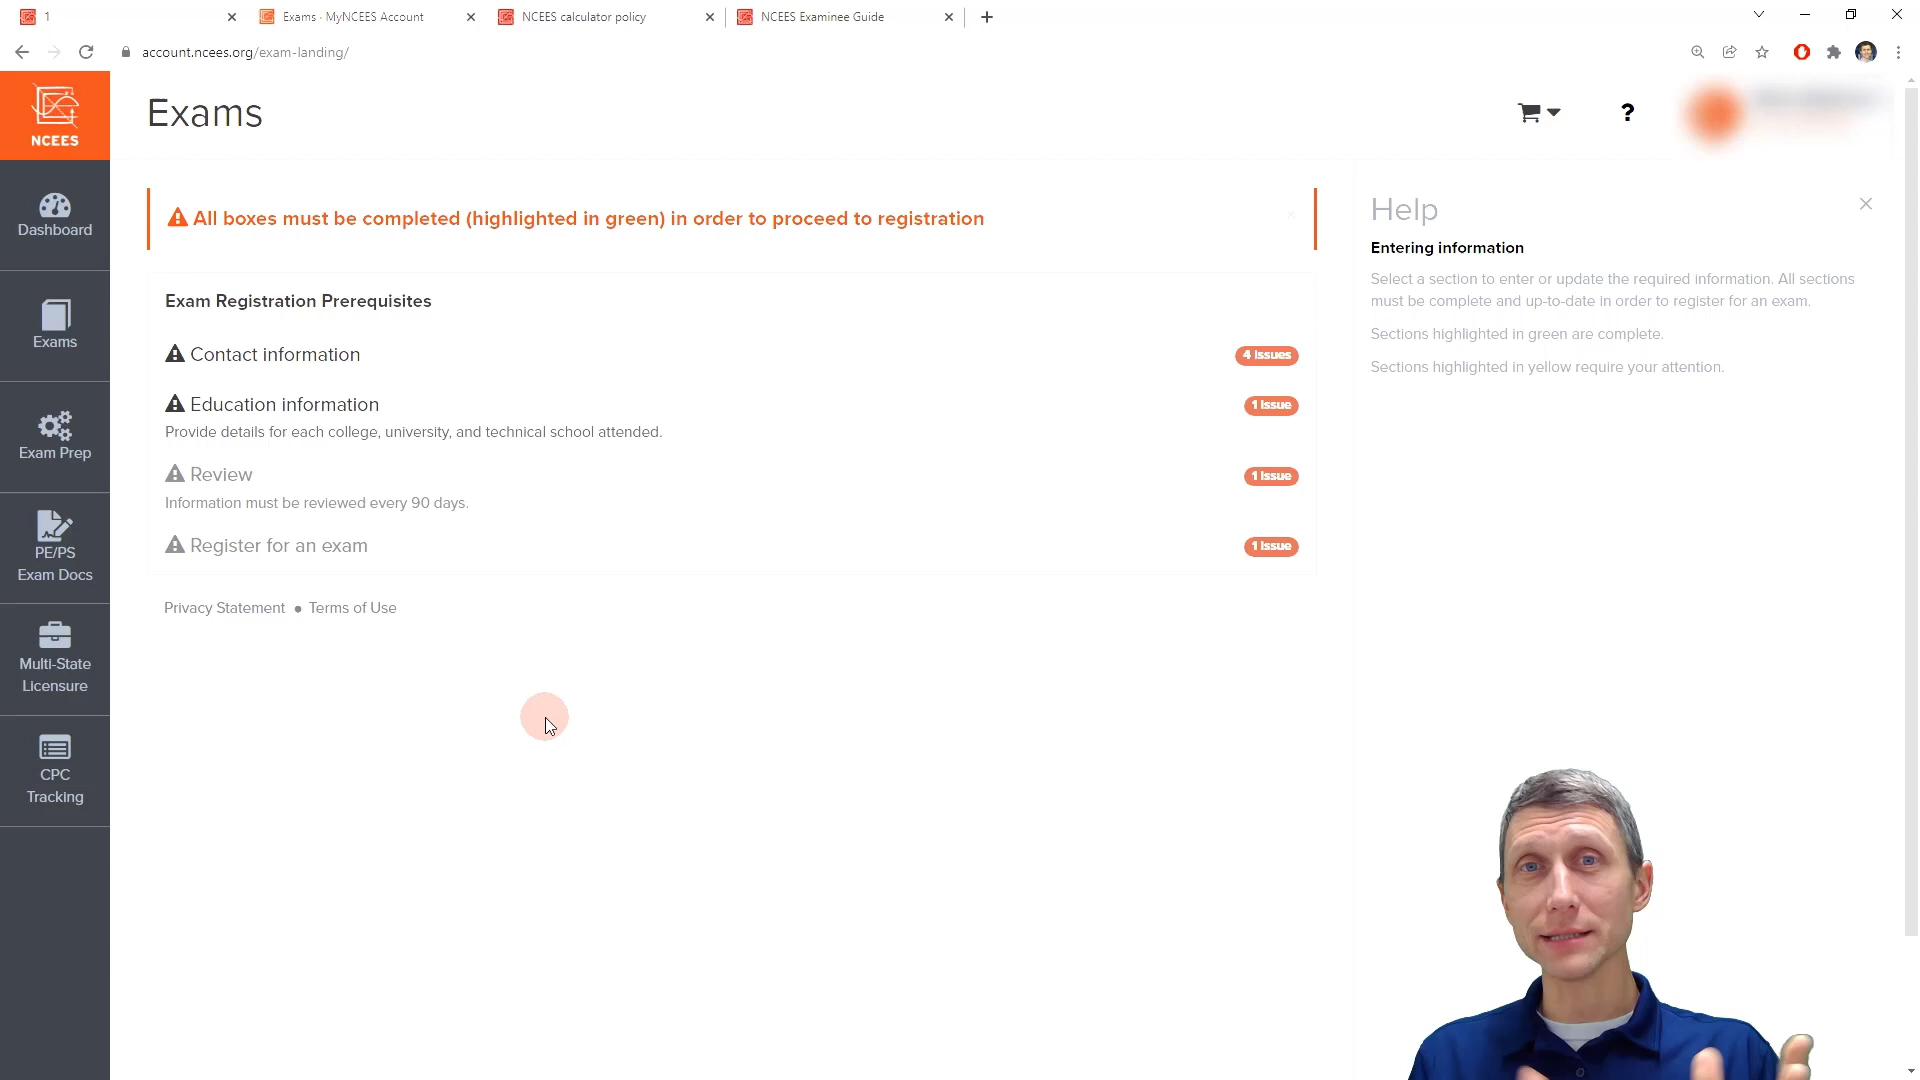 1
Exams · MyNCEES Account
NCEES calculator policy
NCEES Examinee Guide
account.ncees.org/exam-landing/
NCEES
Exams
?
Dashboard
Exams
Exam Prep
PE/PS
Exam Docs
Multi-State
Licensure
CPC
Tracking
All boxes must be completed (highlighted in green) in order to proceed to registration
Exam Registration Prerequisites
Contact information
4 Issues
Education information
1 Issue
Provide details for each college, university, and technical school attended.
Review
1 Issue
Information must be reviewed every 90 days.
Register for an exam
1 Issue
Privacy Statement ● Terms of Use
Help
Entering information
Select a section to enter or update the required information. All sections
must be complete and up-to-date in order to register for an exam.
Sections highlighted in green are complete.
Sections highlighted in yellow require your attention.